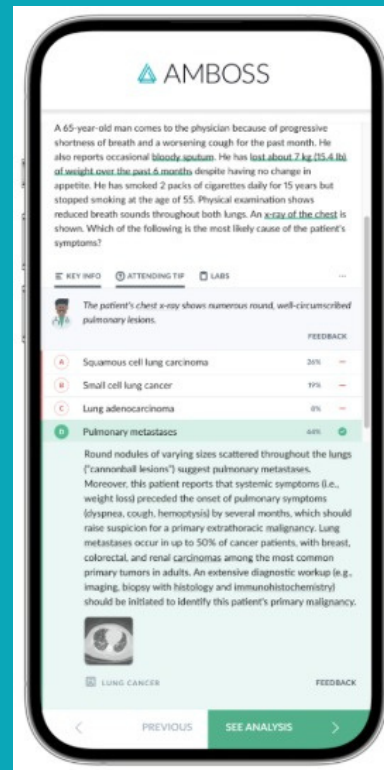 AMBOSS
A 65-year-old man comes to the physician because of progressive
shortness of breath and a worsening cough for the past month. He
also reports occasional bloody sputum. He has lost about 7 kg (15.4 lb)
of weight over the past 6 months despite having no change in
appetite. He has smoked 2 packs of cigarettes daily for 15 years but
stopped smoking at the age of 55. Physical examination shows
reduced breath sounds throughout both lungs. An x-ray of the chest is
shown. Which of the following is the most likely cause of the patient's
symptoms?
KEY INFO ATTENDING TIP LABS ...
The patient's chest x-ray shows numerous round, well-circumscribed
pulmonary lesions.
FEEDBACK
A Squamous cell lung carcinoma
B Small cell lung cancer 19%
C Lung adenocarcinoma
D Pulmonary metastases
Round nodules of varying sizes scattered throughout the lungs
("cannonball lesions") suggest pulmonary metastases.
Moreover, this patient reports that systemic symptoms (i.e.,
weight loss) preceded the onset of pulmonary symptoms
(dyspnea, cough, hemoptysis) by several months, which should
raise suspicion for a primary extrathoracic malignancy. Lung
metastases occur in up to 50% of cancer patients, with breast,
colorectal, and renal carcinomas among the most common
primary tumors in adults. An extensive diagnostic workup (e.g.,
imaging, biopsy with histology and immunohistochemistry)
should be initiated to identify this patient's primary malignancy.
LUNG CANCER FEEDBACK
PREVIOUS SEE ANALYSIS